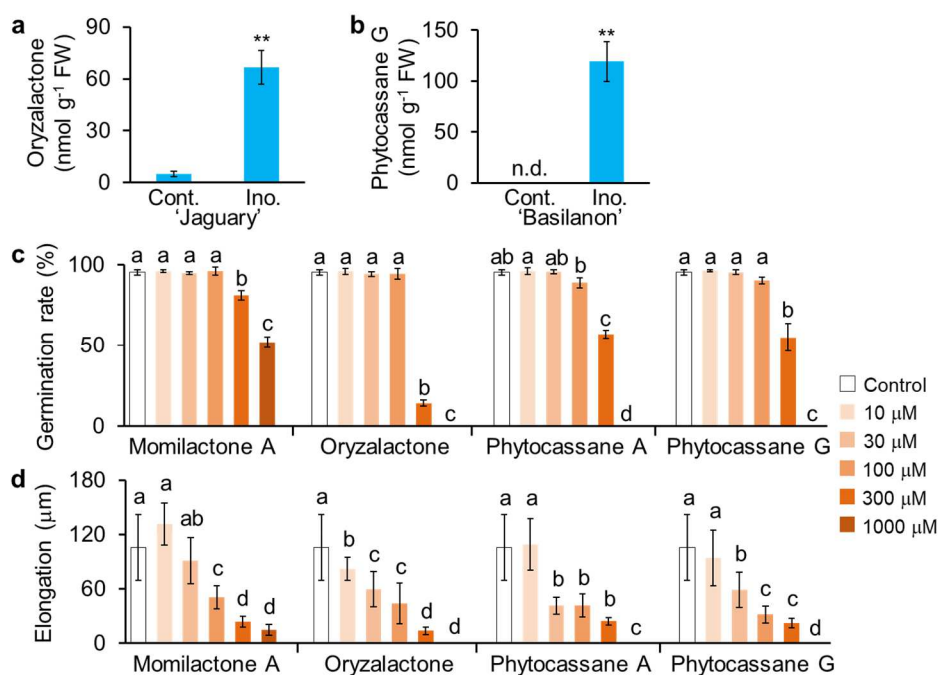 a
Oryzalactone
(nmol g⁻¹ FW)
90
60
30
0
**
Cont. Ino.
'Jaguary'
b
Phytocassane G
(nmol g⁻¹ FW)
150
100
50
0
n.d.
**
Cont. Ino.
'Basilanon'
c
Germination rate (%)
100
50
0
a a a a b c
a a a a b c
ab a ab b c d
a a a a b c
Momilactone A Oryzalactone Phytocassane A Phytocassane G
d
Elongation (μm)
180
120
60
0
a a ab c d d
a b c c d d
a a b b b c
a a b c c d
Momilactone A Oryzalactone Phytocassane A Phytocassane G
Control
10 μM
30 μM
100 μM
300 μM
1000 μM